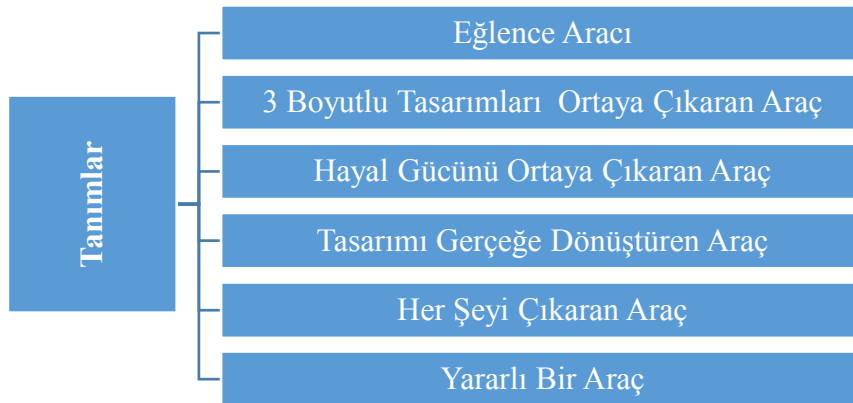 Tanımlar
Eğlence Aracı
3 Boyutlu Tasarımları Ortaya Çıkaran Araç
Hayal Gücünü Ortaya Çıkaran Araç
Tasarımı Gerçeğe Dönüştüren Araç
Her Şeyi Çıkaran Araç
Yararlı Bir Araç